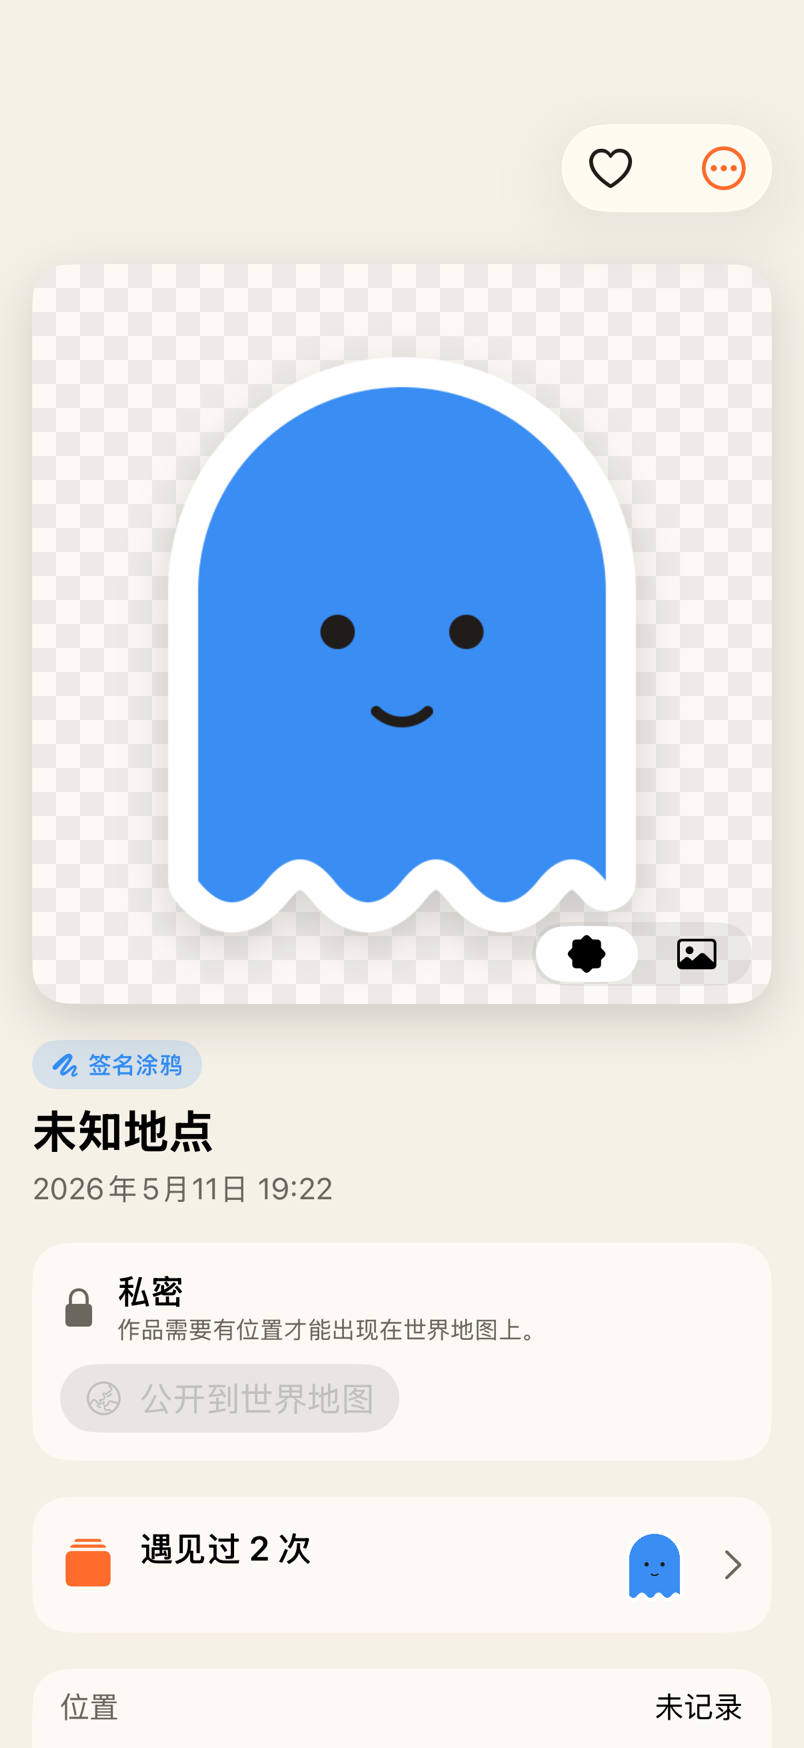 签名涂鸦
未知地点
2026年5月11日 19:22
私密
作品需要有位置才能出现在世界地图上。
公开到世界地图
遇见过 2 次
位置
未记录